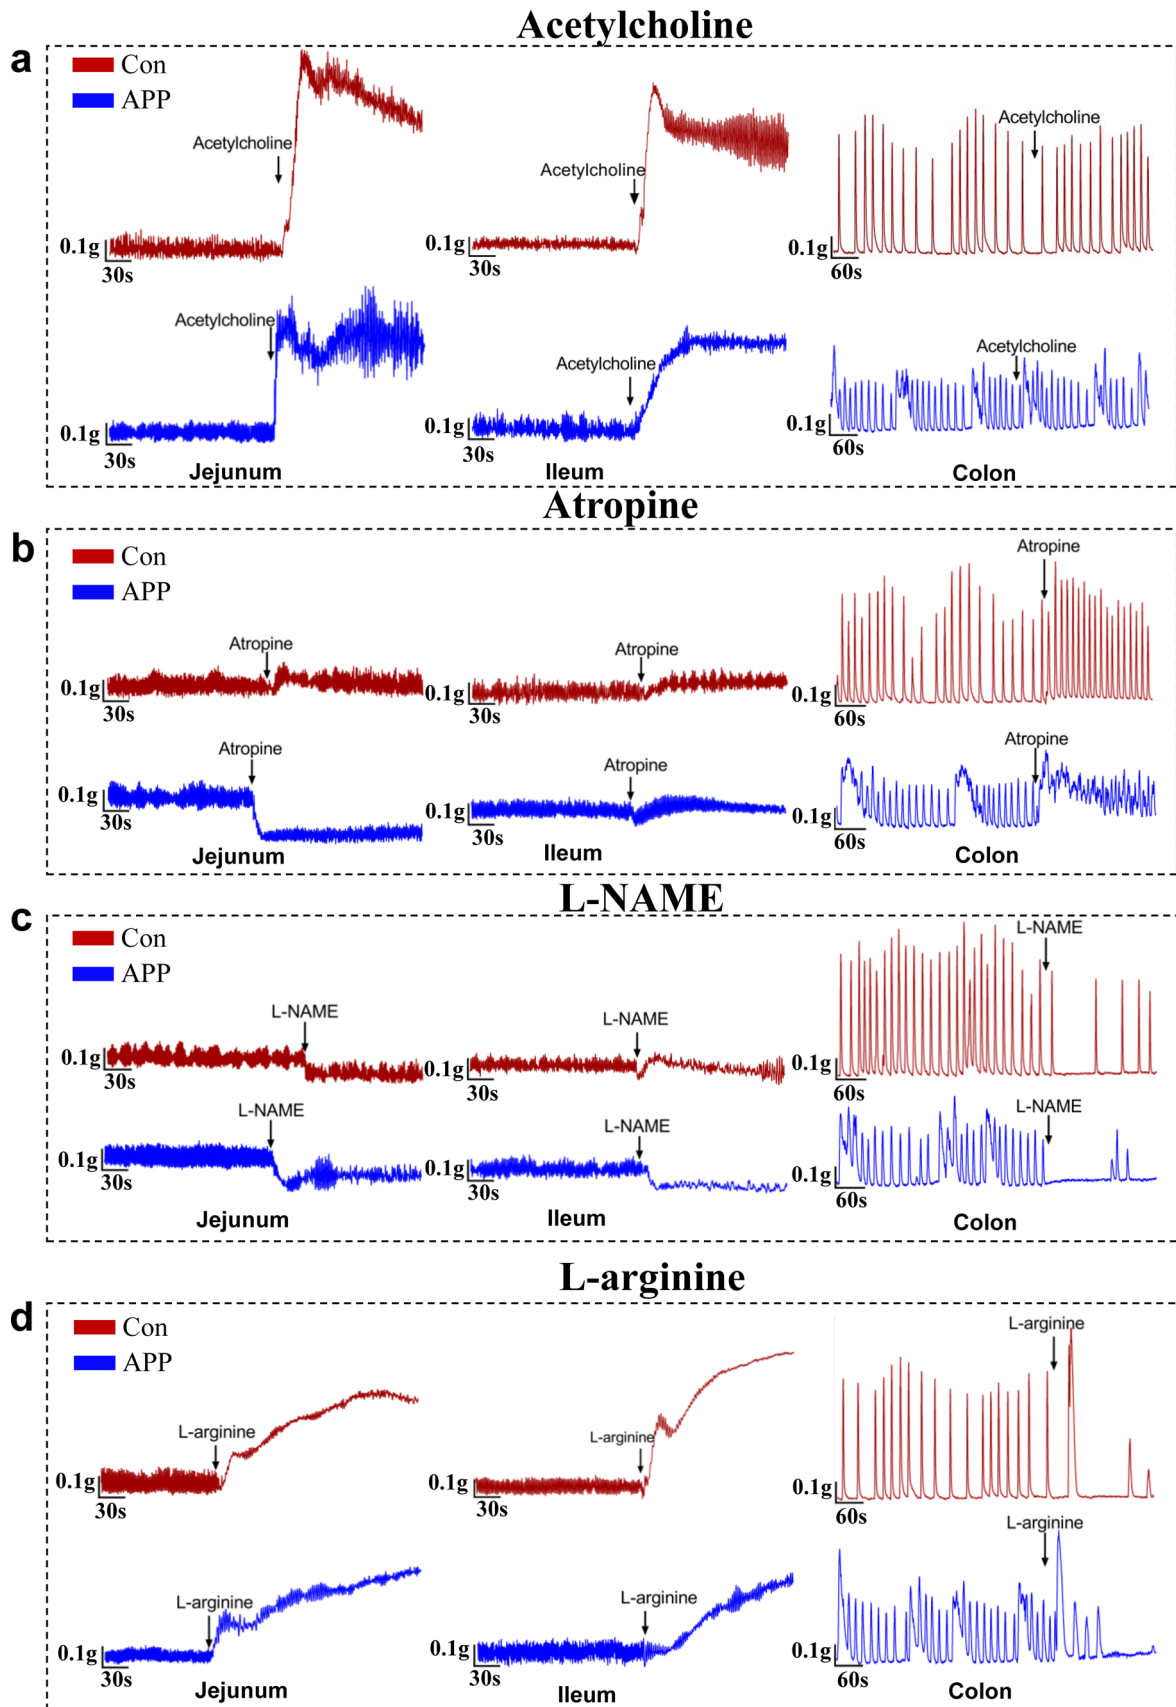 Acetylcholine
a
Con
APP
Acetylcholine
Acetylcholine
Acetylcholine
0.1g
30s
0.1g
30s
0.1g
60s
Acetylcholine
Acetylcholine
Acetylcholine
0.1g
30s
0.1g
30s
0.1g
60s
Jejunum
Ileum
Colon
Atropine
b
Con
APP
Atropine
Atropine
Atropine
0.1g
30s
0.1g
30s
0.1g
60s
Atropine
Atropine
Atropine
0.1g
30s
0.1g
30s
0.1g
60s
Jejunum
Ileum
Colon
L-NAME
c
Con
APP
L-NAME
L-NAME
L-NAME
0.1g
30s
0.1g
30s
0.1g
60s
L-NAME
L-NAME
L-NAME
0.1g
30s
0.1g
30s
0.1g
60s
Jejunum
Ileum
Colon
L-arginine
d
Con
APP
L-arginine
L-arginine
L-arginine
0.1g
30s
0.1g
30s
0.1g
60s
L-arginine
L-arginine
L-arginine
0.1g
30s
0.1g
30s
0.1g
60s
Jejunum
Ileum
Colon